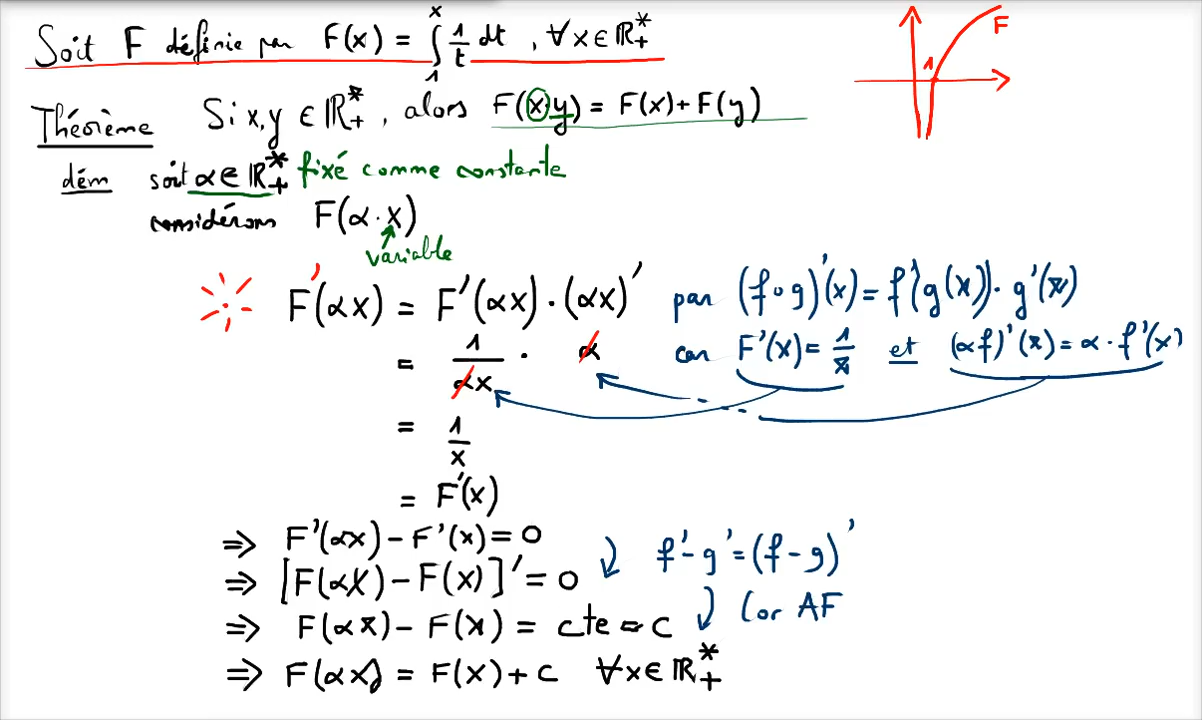 Soit F définie par F(x) = ∫₁ˣ 1/t dt , ∀x∈ℝ₊*
F
1
Théorème Si x,y ∈ ℝ₊*, alors F(x·y) = F(x)+F(y)
dém soit α∈ℝ₊* fixé comme constante
considérons F(α·x)
variable
F'(αx) = F'(αx)·(αx)' par (f∘g)'(x)=f'(g(x))·g'(x)
= 1/αx · α car F'(x)=1/x et (αf)'(x)=α·f'(x)
= 1/x
= F'(x)
⇒ F'(αx)−F'(x)=0
f'−g'=(f−g)'
⇒ [F(αx)−F(x)]'=0
Cor AF
⇒ F(αx)−F(x) = cte = c
⇒ F(αx) = F(x)+c ∀x∈ℝ₊*